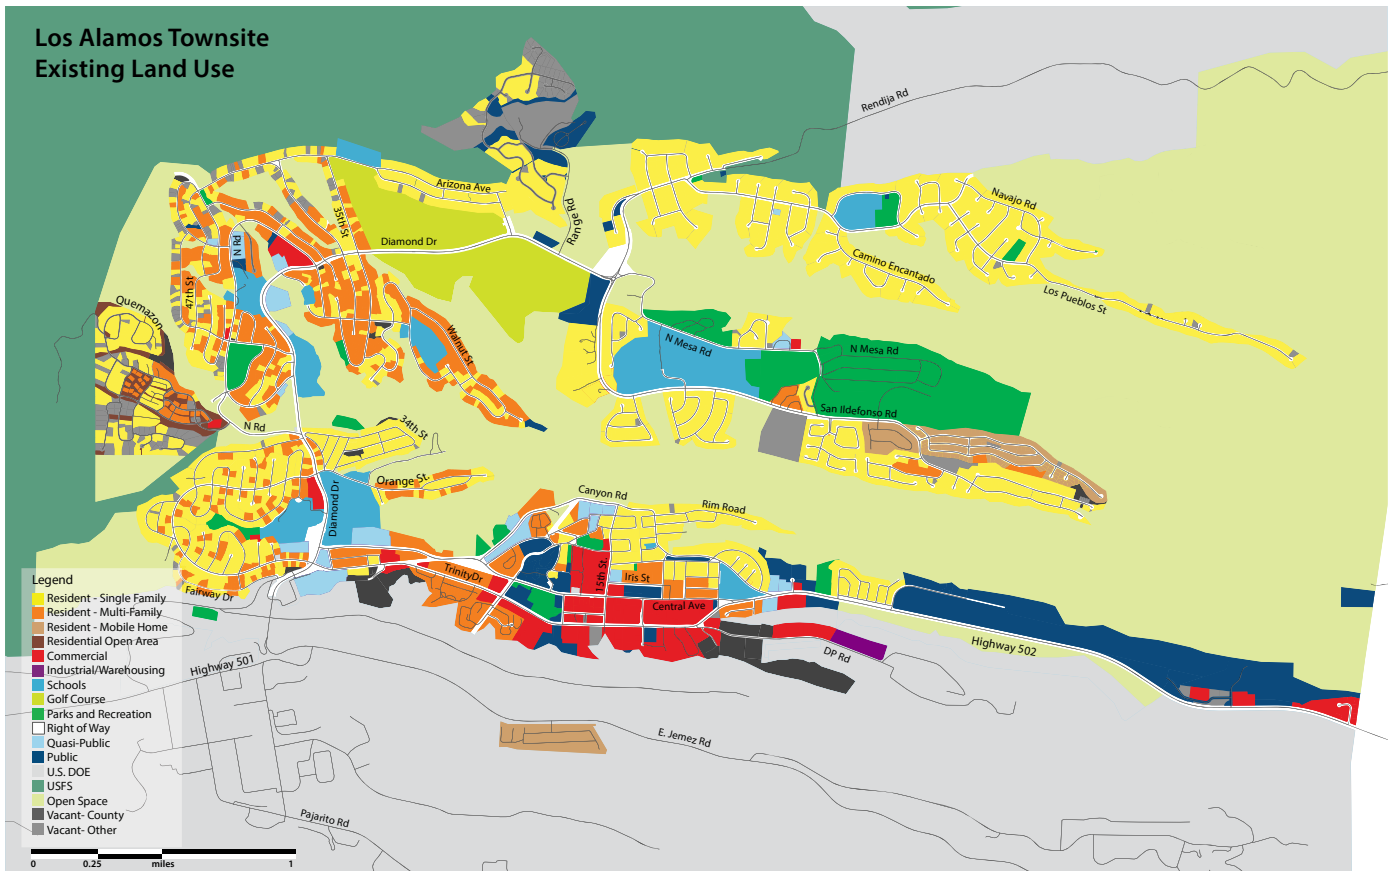 Los Alamos Townsite
Existing Land Use
Rendija Rd
Arizona Ave
Navajo Rd
35th St
Range Rd
Diamond Dr
N Rd
Camino Encantado
47th St
Los Pueblos St
Quemazon
Walnut St
N Mesa Rd
N Mesa Rd
San Ildefonso Rd
N Rd
34th St
Orange St.
Diamond Dr
Canyon Rd
Rim Road
TrinityDr
15th St.
Iris St
Central Ave
Fairway Dr
DP Rd
Highway 502
Highway 501
E. Jemez Rd
Pajarito Rd
Legend
Resident - Single Family
Resident - Multi-Family
Resident - Mobile Home
Residential Open Area
Commercial
Industrial/Warehousing
Schools
Golf Course
Parks and Recreation
Right of Way
Quasi-Public
Public
U.S. DOE
USFS
Open Space
Vacant- County
Vacant- Other
0 0.25 miles 1